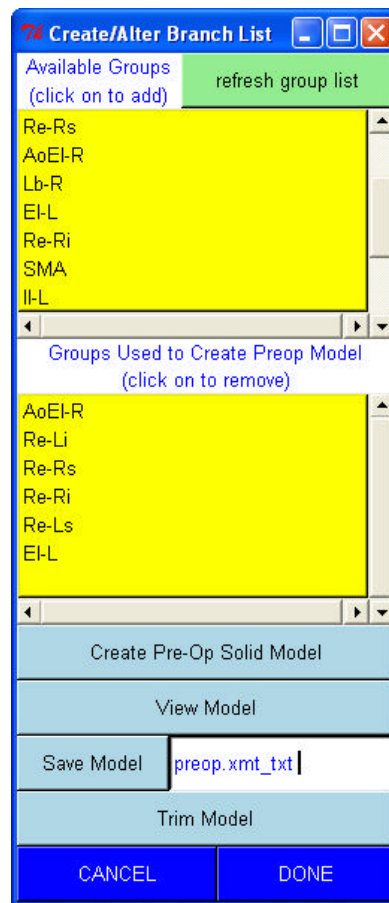 Create/Alter Branch List
Available Groups
(click on to add)
refresh group list
Re-Rs
AoEl-R
Lb-R
El-L
Re-Ri
SMA
Il-L
Groups Used to Create Preop Model
(click on to remove)
AoEl-R
Re-Li
Re-Rs
Re-Ri
Re-Ls
El-L
Create Pre-Op Solid Model
View Model
Save Model preop.xmt_txt
Trim Model
CANCEL DONE